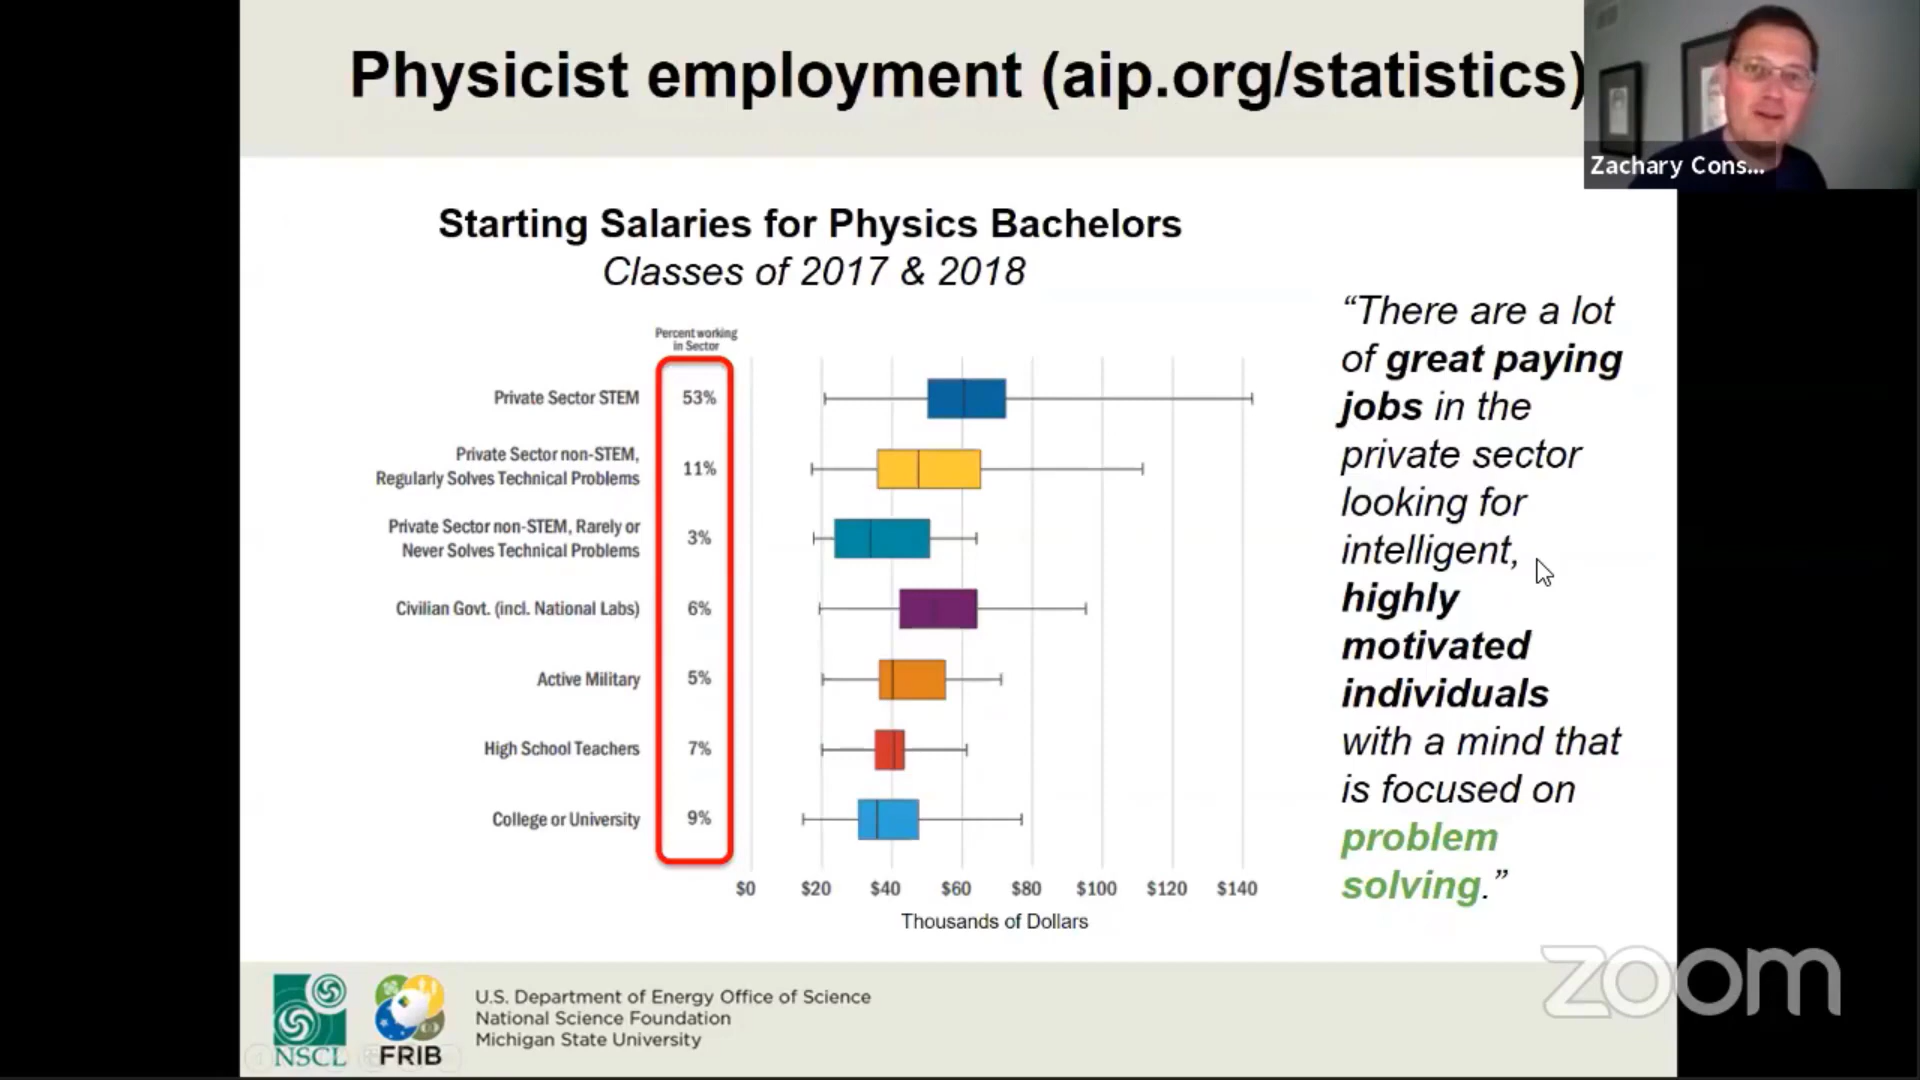 Physicist employment (aip.org/statistics)
Zachary Cons...
Starting Salaries for Physics Bachelors
Classes of 2017 & 2018
Percent working
in Sector
Private Sector STEM 53%
Private Sector non-STEM,
Regularly Solves Technical Problems 11%
Private Sector non-STEM, Rarely or
Never Solves Technical Problems 3%
Civilian Govt. (incl. National Labs) 6%
Active Military 5%
High School Teachers 7%
College or University 9%
$0 $20 $40 $60 $80 $100 $120 $140
Thousands of Dollars
“There are a lot
of great paying
jobs in the
private sector
looking for
intelligent,
highly
motivated
individuals
with a mind that
is focused on
problem
solving.”
NSCL
FRIB
U.S. Department of Energy Office of Science
National Science Foundation
Michigan State University
zoom